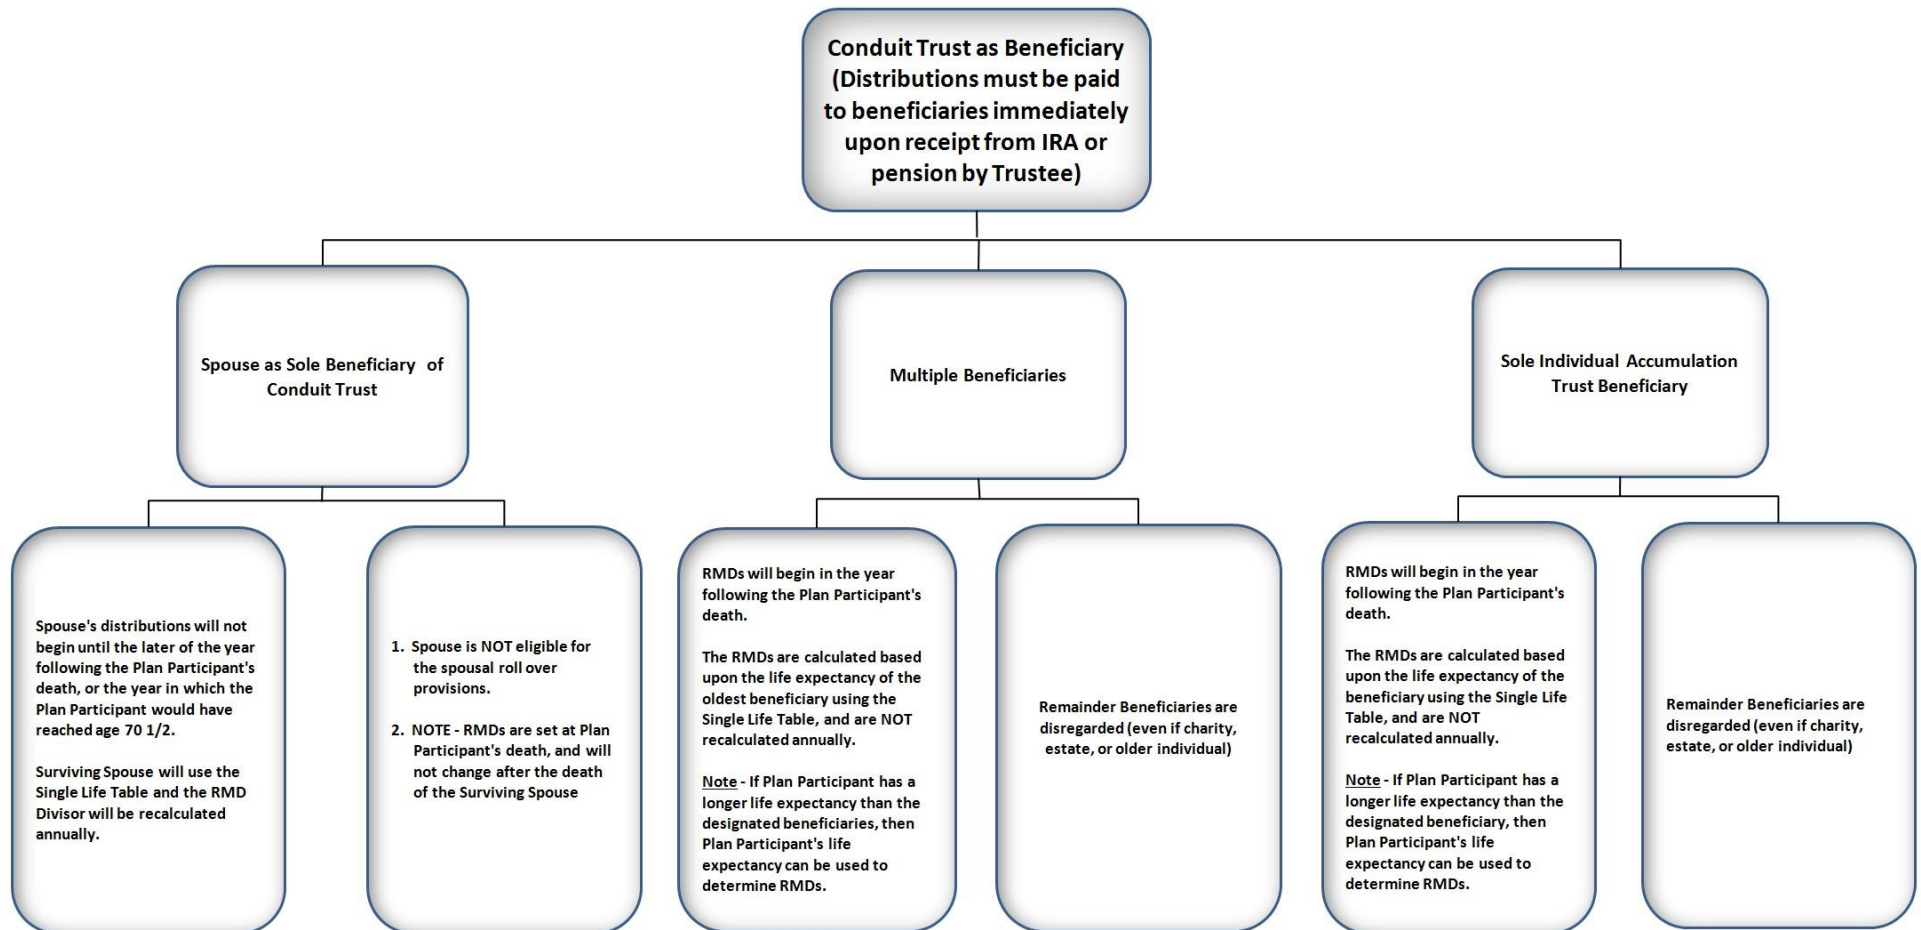 Conduit Trust as Beneficiary
(Distributions must be paid
to beneficiaries immediately
upon receipt from IRA or
pension by Trustee)
Spouse as Sole Beneficiary of
Conduit Trust
Multiple Beneficiaries
Sole Individual Accumulation
Trust Beneficiary
Spouse's distributions will not
begin until the later of the year
following the Plan Participant's
death, or the year in which the
Plan Participant would have
reached age 70 1/2.
Surviving Spouse will use the
Single Life Table and the RMD
Divisor will be recalculated
annually.
1. Spouse is NOT eligible for
the spousal roll over
provisions.
2. NOTE - RMDs are set at Plan
Participant's death, and will
not change after the death
of the Surviving Spouse
RMDs will begin in the year
following the Plan Participant's
death.
The RMDs are calculated based
upon the life expectancy of the
oldest beneficiary using the
Single Life Table, and are NOT
recalculated annually.
Note - If Plan Participant has a
longer life expectancy than the
designated beneficiaries, then
Plan Participant's life
expectancy can be used to
determine RMDs.
Remainder Beneficiaries are
disregarded (even if charity,
estate, or older individual)
RMDs will begin in the year
following the Plan Participant's
death.
The RMDs are calculated based
upon the life expectancy of the
beneficiary using the Single Life
Table, and are NOT
recalculated annually.
Note - If Plan Participant has a
longer life expectancy than the
designated beneficiary, then
Plan Participant's life
expectancy can be used to
determine RMDs.
Remainder Beneficiaries are
disregarded (even if charity,
estate, or older individual)